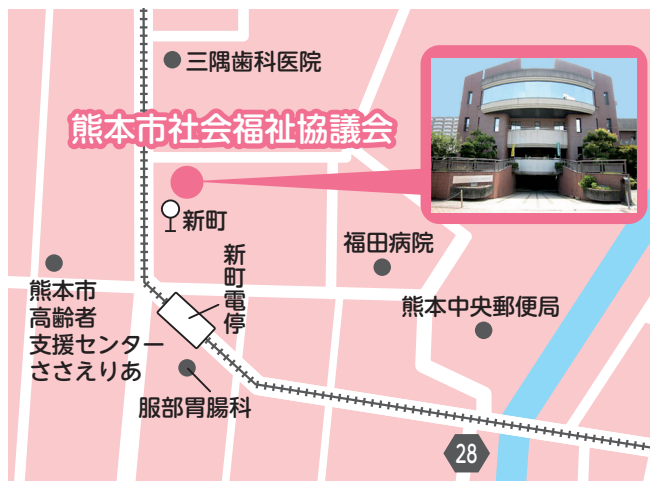 三隅歯科医院
熊本市社会福祉協議会
新町
福田病院
新町電停
熊本市
高齢者
支援センター
ささえりあ
熊本中央郵便局
服部胃腸科
28